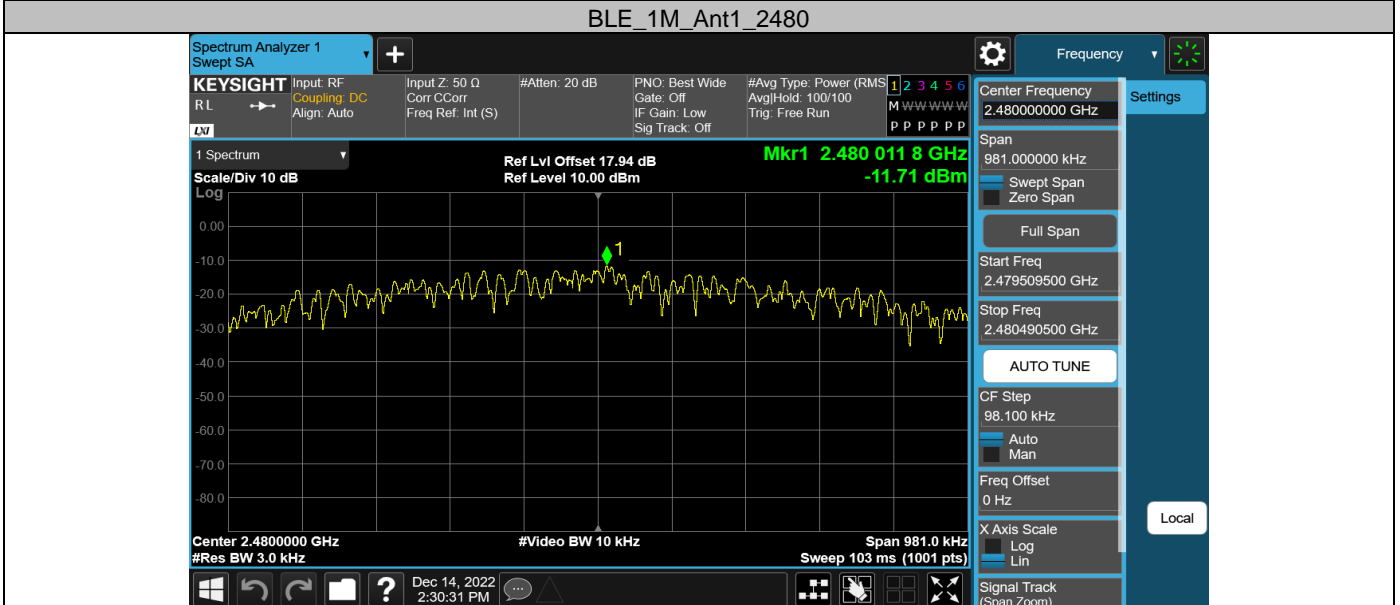 BLE_1M_Ant1_2480
Spectrum Analyzer 1
Swept SA
+
Frequency
KEYSIGHT
RL
LXI
Input: RF
Coupling: DC
Align: Auto
Input Z: 50 Ω
Corr CCorr
Freq Ref: Int (S)
#Atten: 20 dB
PNO: Best Wide
Gate: Off
IF Gain: Low
Sig Track: Off
#Avg Type: Power (RMS
Avg|Hold: 100/100
Trig: Free Run
1 2 3 4 5 6
M W W W W W
P P P P P P
1 Spectrum
Scale/Div 10 dB
Log
Ref Lvl Offset 17.94 dB
Ref Level 10.00 dBm
Mkr1 2.480 011 8 GHz
-11.71 dBm
0.00
-10.0
-20.0
-30.0
-40.0
-50.0
-60.0
-70.0
-80.0
1
Center 2.4800000 GHz
#Res BW 3.0 kHz
#Video BW 10 kHz
Span 981.0 kHz
Sweep 103 ms (1001 pts)
?
Dec 14, 2022
2:30:31 PM
Center Frequency
2.480000000 GHz
Span
981.000000 kHz
Swept Span
Zero Span
Full Span
Start Freq
2.479509500 GHz
Stop Freq
2.480490500 GHz
AUTO TUNE
CF Step
98.100 kHz
Auto
Man
Freq Offset
0 Hz
X Axis Scale
Log
Lin
Signal Track
(Span Zoom)
Settings
Local